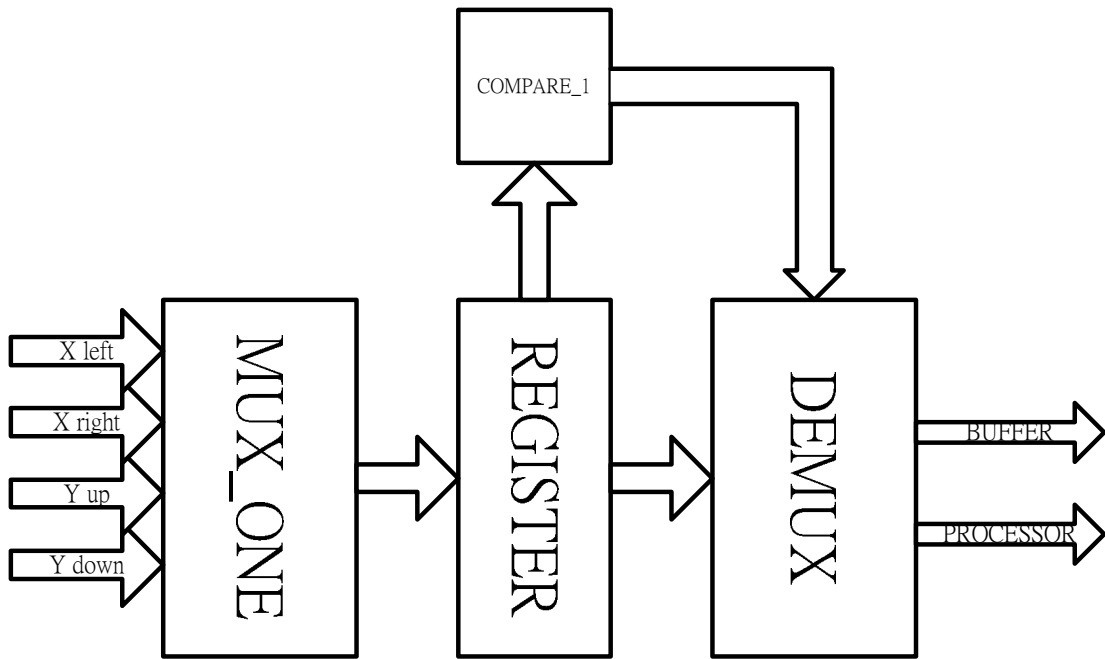 COMPARE_1
X left
X right
Y up
Y down
MUX_ONE
REGISTER
DEMUX
BUFFER
PROCESSOR